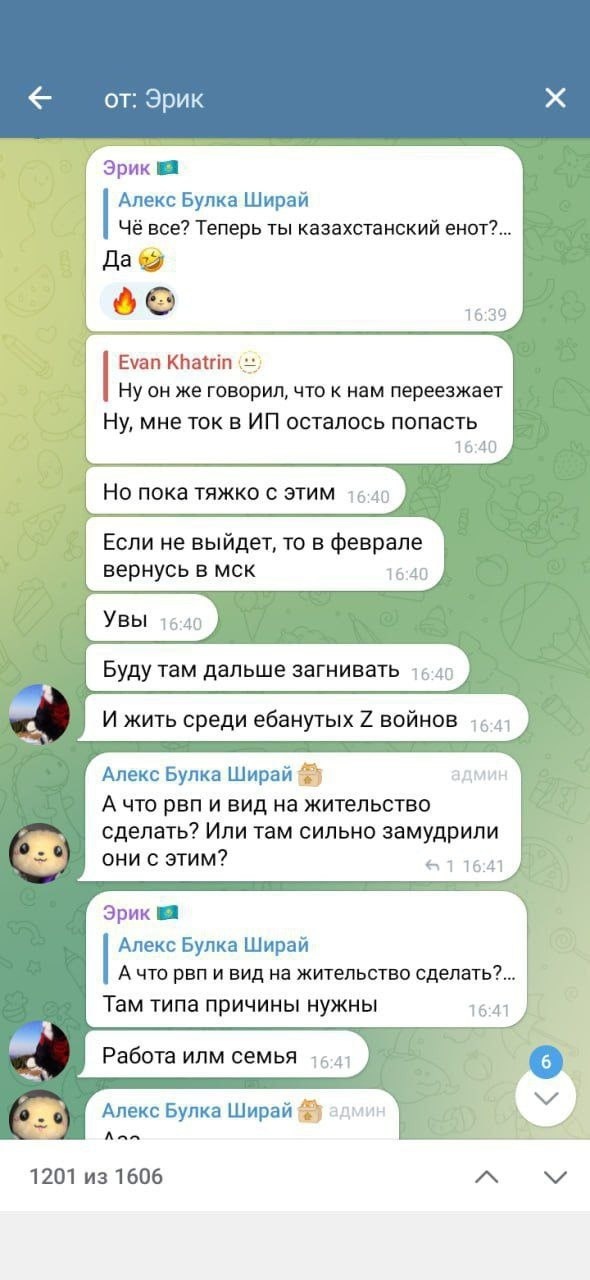 от: Эрик
Эрик 🇰🇿
Алекс Булка Ширай
Чё все? Теперь ты казахстанский енот?...
Да 🤣
16:39
Evan Khatrin 🫥
Ну он же говорил, что к нам переезжает
Ну, мне ток в ИП осталось попасть
16:40
Но пока тяжко с этим 16:40
Если не выйдет, то в феврале
вернусь в мск 16:40
Увы 16:40
Буду там дальше загнивать 16:40
И жить среди ебанутых Z войнов 16:41
Алекс Булка Ширай админ
А что рвп и вид на жительство
сделать? Или там сильно замудрили
они с этим? 1 16:41
Эрик 🇰🇿
Алекс Булка Ширай
А что рвп и вид на жительство сделать?...
Там типа причины нужны 16:41
Работа илм семья 16:41
6
Алекс Булка Ширай админ
Ааа
1201 из 1606